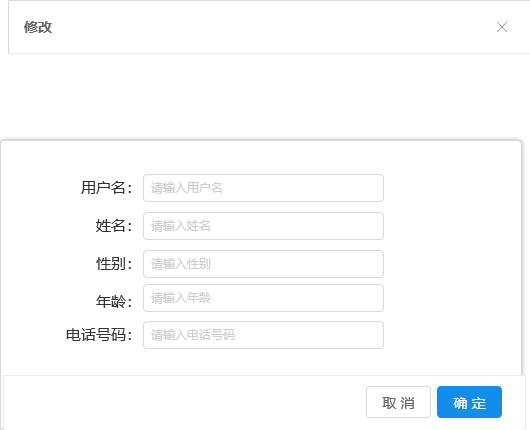 修改
用户名： 请输入用户名
姓名： 请输入姓名
性别： 请输入性别
年龄： 请输入年龄
电话号码： 请输入电话号码
取 消 确 定